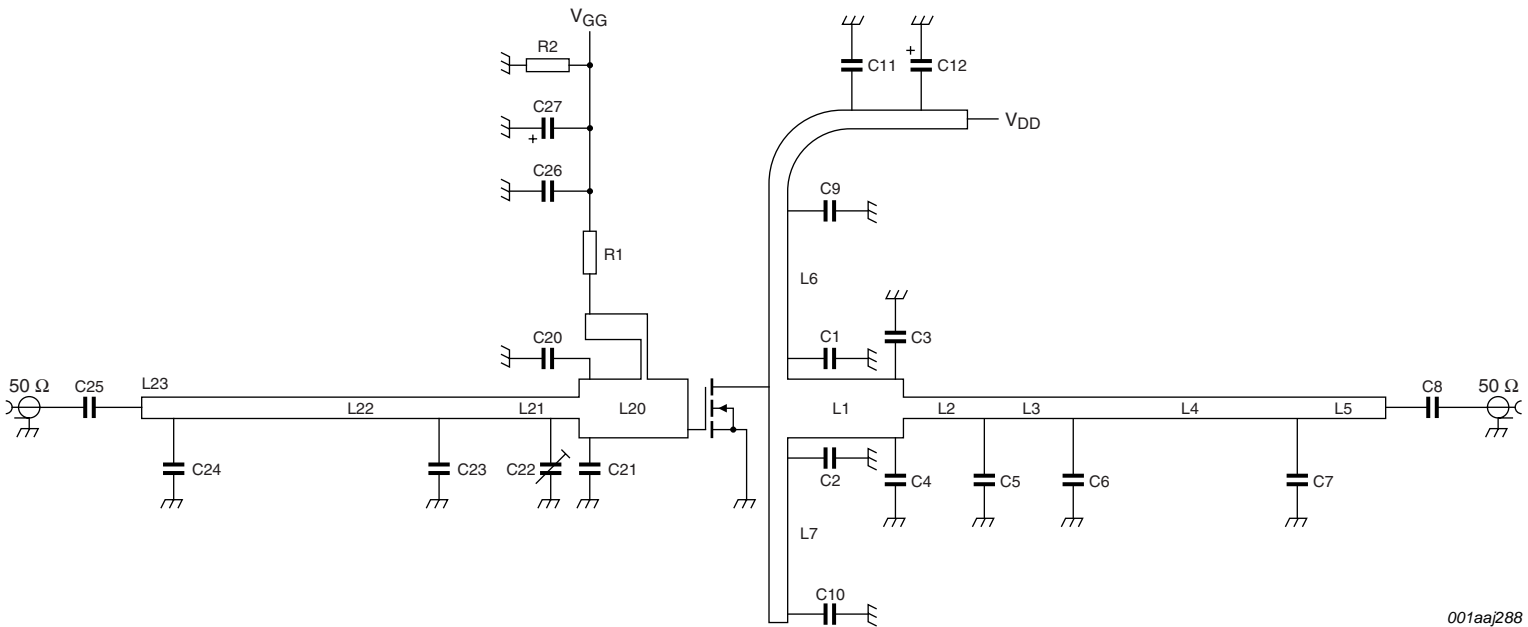 VGG
R2
C27
+
C26
R1
C20
50 Ω
C25
L23
L22
L21
L20
C24
C23
C22
C21
C11
+
C12
VDD
C9
L6
C1
C3
L1
L2
L3
L4
L5
C8
50 Ω
C2
C4
C5
C6
C7
L7
C10
001aaj288